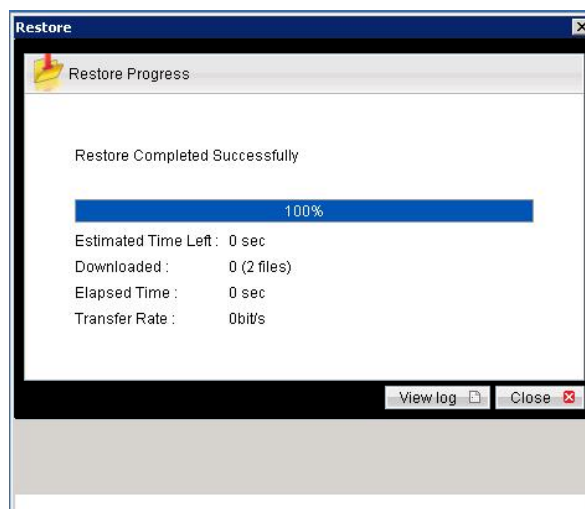 Restore
Restore Progress
Restore Completed Successfully
100%
Estimated Time Left : 0 sec
Downloaded : 0 (2 files)
Elapsed Time : 0 sec
Transfer Rate : 0bit/s
View log Close